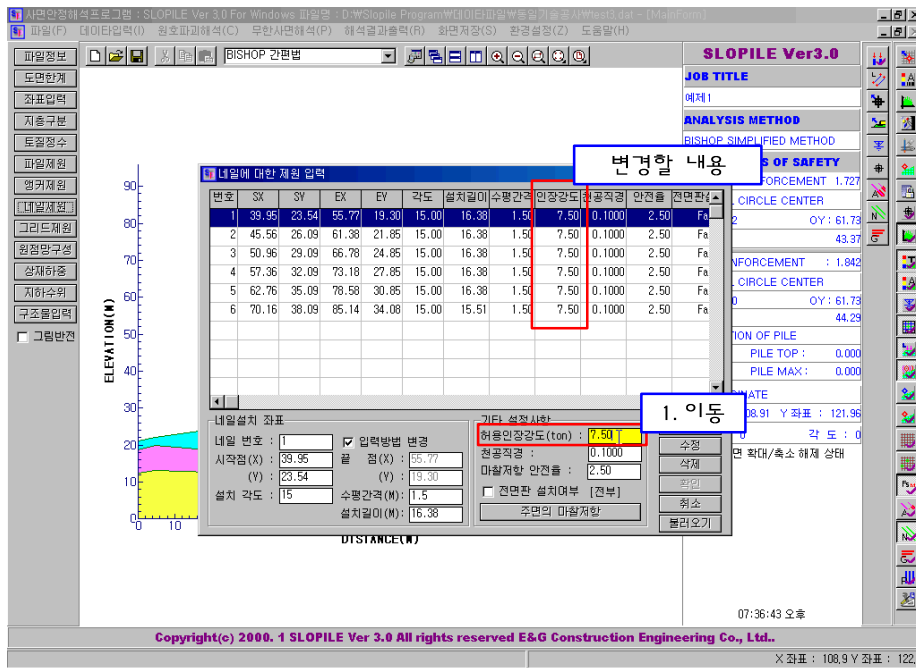 사면안정해석프로그램 : SLOPILE Ver 3,0 For Windows 파일명 : D:₩Slopile Program₩데이타파일₩동일기술공사₩test3,dat - [MainForm]
파일(F) 데이타입력(I) 원호파괴해석(C) 무한사면해석(P) 해석결과출력(R) 화면저장(S) 환경설정(Z) 도움말(H)
BISHOP 간편법
파일정보
도면한계
좌표입력
지층구분
토질정수
파일제원
앵커제원
네일제원
그리드제원
원점망구성
상재하중
지하수위
구조물입력
그림반전
SLOPILE Ver3.0
JOB TITLE
예제1
ANALYSIS METHOD
BISHOP SIMPLIFIED METHOD
S OF SAFETY
FORCEMENT 1.727
CIRCLE CENTER
2 OY : 61.73
43.37
NFORCEMENT : 1.842
L CIRCLE CENTER
0 OY : 61.73
44.29
ION OF PILE
PILE TOP : 0.000
PILE MAX : 0.000
NATE
08.91 Y 좌표 : 121.96
0 각 도 : 0
면 확대/축소 해제 상태
07:36:43 오후
변경할 내용
네일에 대한 제원 입력
번호 SX SY EX EY 각도 설치길이 수평간격 인장강도 천공직경 안전율 전면판
1 39.95 23.54 55.77 19.30 15.00 16.38 1.50 7.50 0.1000 2.50 Fa
2 45.56 26.09 61.38 21.85 15.00 16.38 1.50 7.50 0.1000 2.50 Fa
3 50.96 29.09 66.78 24.85 15.00 16.38 1.50 7.50 0.1000 2.50 Fa
4 57.36 32.09 73.18 27.85 15.00 16.38 1.50 7.50 0.1000 2.50 Fa
5 62.76 35.09 78.58 30.85 15.00 16.38 1.50 7.50 0.1000 2.50 Fa
6 70.16 38.09 85.14 34.08 15.00 15.51 1.50 7.50 0.1000 2.50 Fa
1. 이동
네일설치 좌표
네일 번호 : 1 입력방법 변경
시작점(X) : 39.95 끝 점(X) : 55.77
(Y) : 23.54 (Y) : 19.30
설치 각도 : 15 수평간격(M): 1.5
설치길이(M): 16.38
기타 설정사항
허용인장강도(ton) : 7.50
천공직경 : 0.1000
마찰저항 안전율 : 2.50
전면판 설치여부 [전부]
주면의 마찰저항
수정
삭제
확인
취소
불러오기
ELEVATION(M)
90
80
70
60
50
40
30
20
10
0
0 10
DISTANCE(M)
Copyright(c) 2000. 1 SLOPILE Ver 3.0 All rights reserved E&G Construction Engineering Co., Ltd..
X 좌표 : 108,9 Y 좌표 : 122,